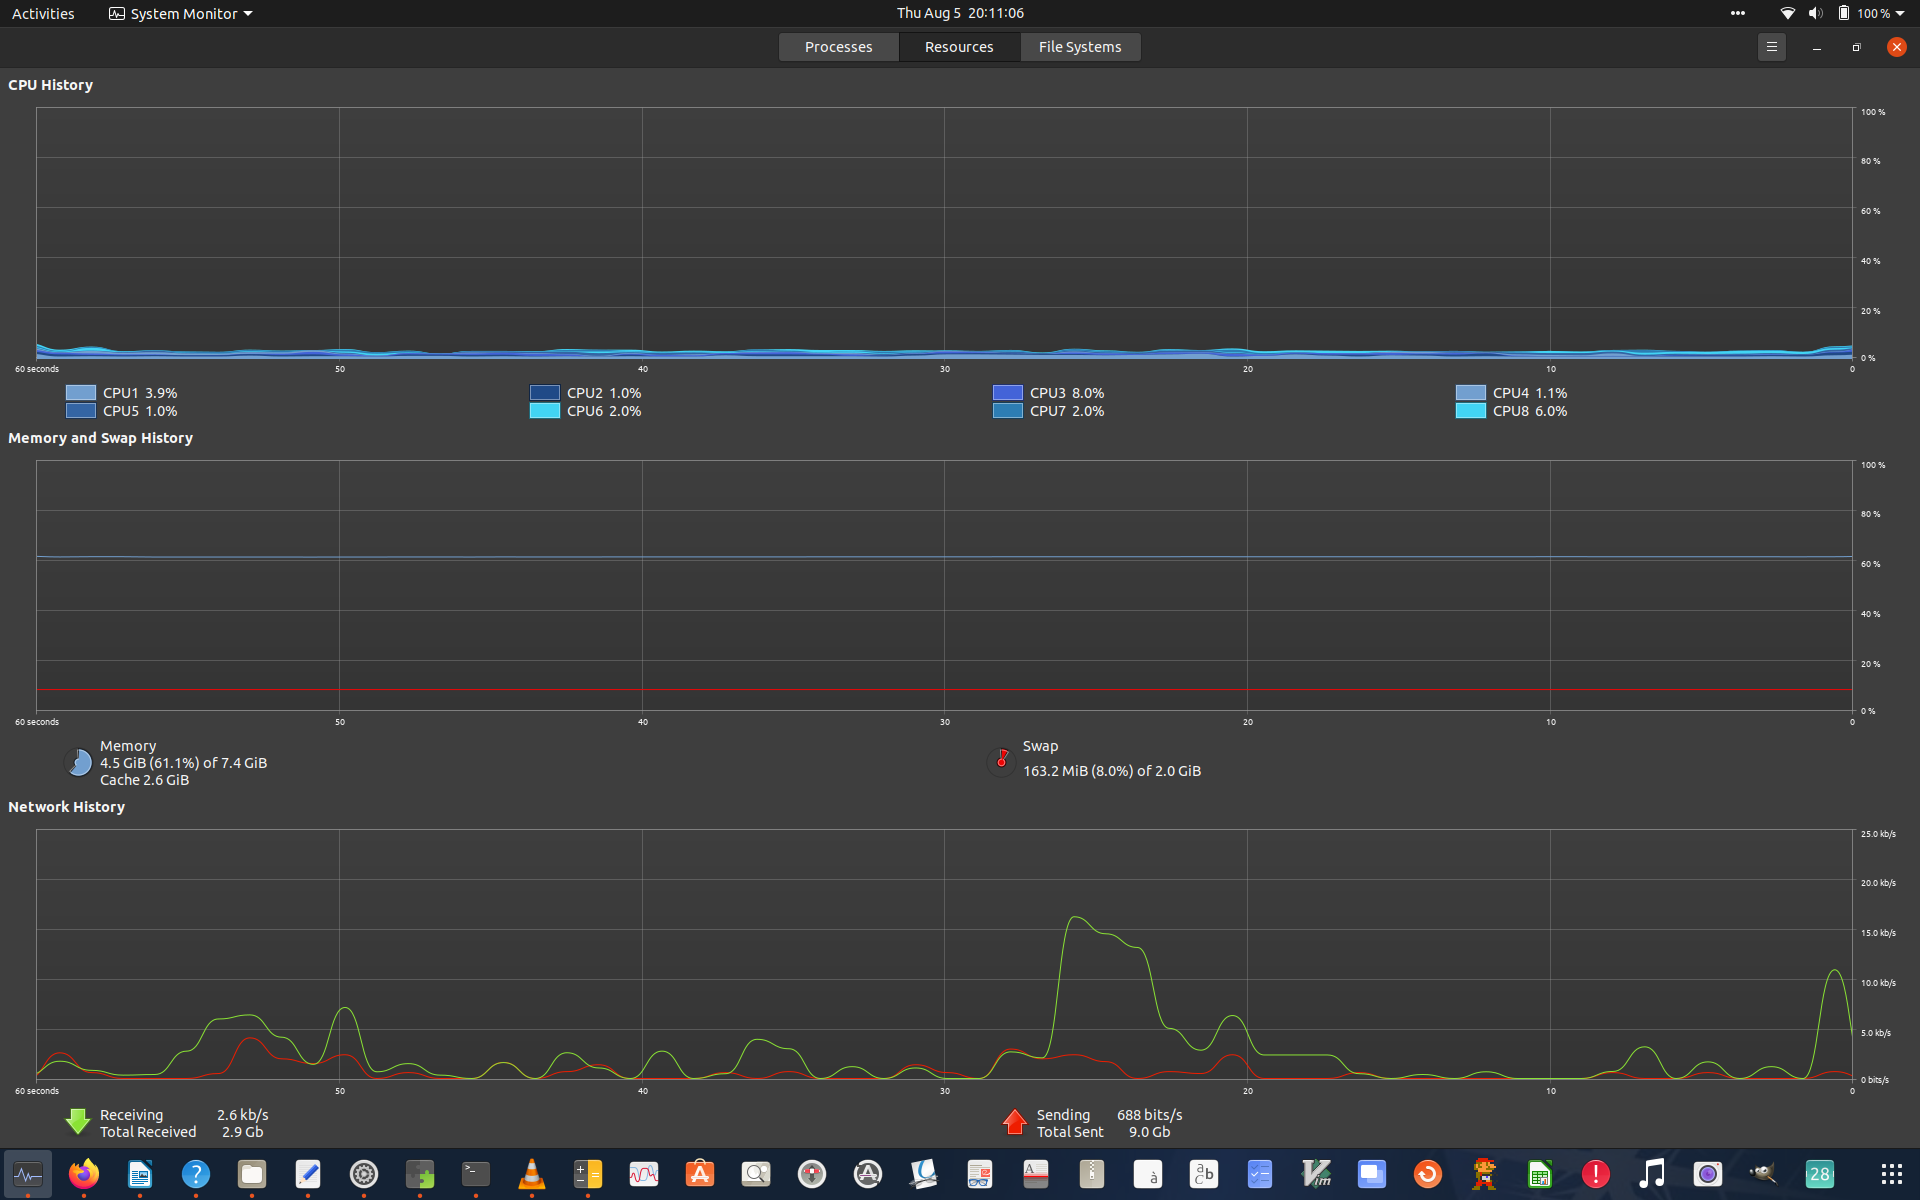 Activities System Monitor Thu Aug 5 20:11:06 100 %
Processes Resources File Systems
CPU History
100 %
80 %
60 %
40 %
20 %
0 %
60 seconds 50 40 30 20 10 0
CPU1 3.9% CPU2 1.0% CPU3 8.0% CPU4 1.1%
CPU5 1.0% CPU6 2.0% CPU7 2.0% CPU8 6.0%
Memory and Swap History
100 %
80 %
60 %
40 %
20 %
0 %
60 seconds 50 40 30 20 10 0
Memory
4.5 GiB (61.1%) of 7.4 GiB
Cache 2.6 GiB
Swap
163.2 MiB (8.0%) of 2.0 GiB
Network History
25.0 kb/s
20.0 kb/s
15.0 kb/s
10.0 kb/s
5.0 kb/s
0 bits/s
60 seconds 50 40 30 20 10 0
Receiving 2.6 kb/s
Total Received 2.9 Gb
Sending 688 bits/s
Total Sent 9.0 Gb
? >_ A à a b c Vim ! 28